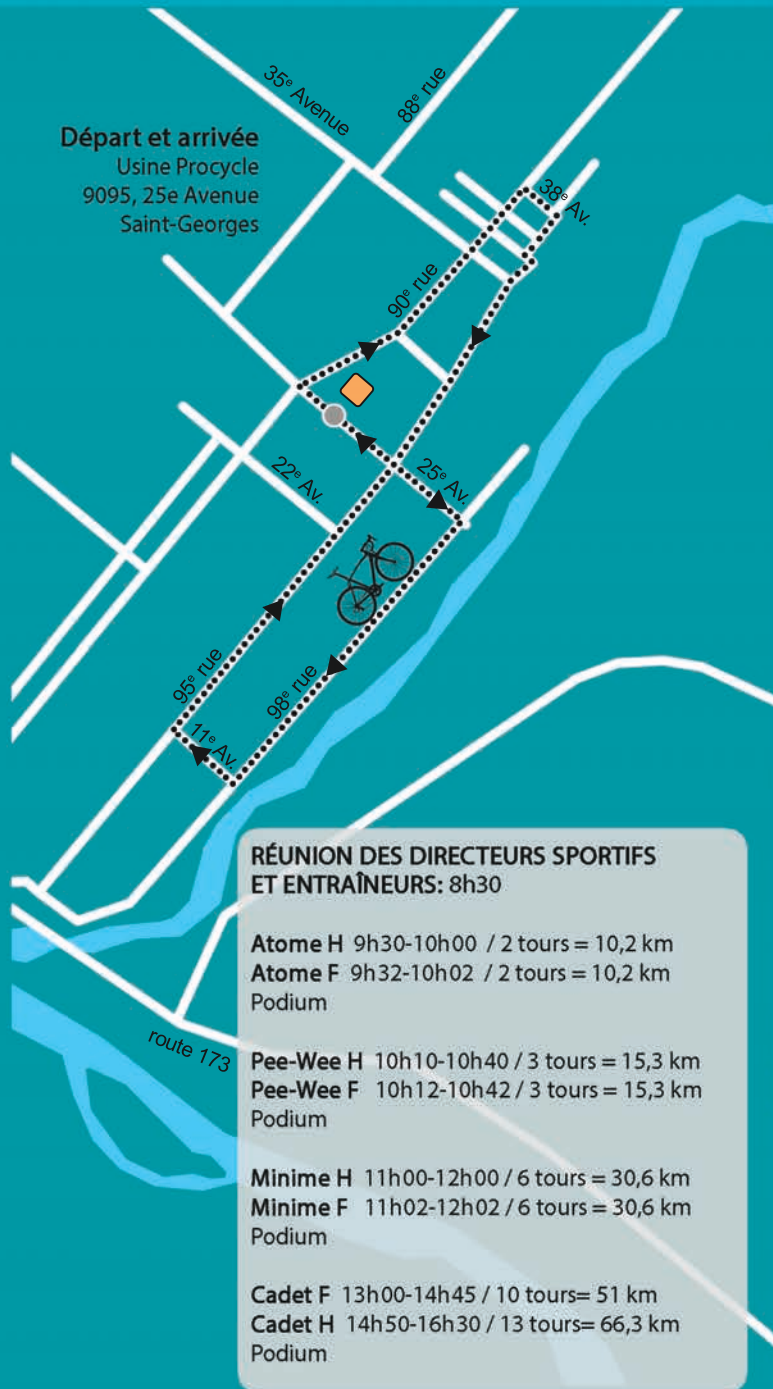 35e Avenue
88e rue
Départ et arrivée
Usine Procycle
9095, 25e Avenue
Saint-Georges
38e Av.
90e rue
22e Av.
25e Av.
95e rue
98e rue
11e Av.
RÉUNION DES DIRECTEURS SPORTIFS
ET ENTRAÎNEURS: 8h30
Atome H 9h30-10h00 / 2 tours = 10,2 km
Atome F 9h32-10h02 / 2 tours = 10,2 km
Podium
route 173
Pee-Wee H 10h10-10h40 / 3 tours = 15,3 km
Pee-Wee F 10h12-10h42 / 3 tours = 15,3 km
Podium
Minime H 11h00-12h00 / 6 tours = 30,6 km
Minime F 11h02-12h02 / 6 tours = 30,6 km
Podium
Cadet F 13h00-14h45 / 10 tours= 51 km
Cadet H 14h50-16h30 / 13 tours= 66,3 km
Podium